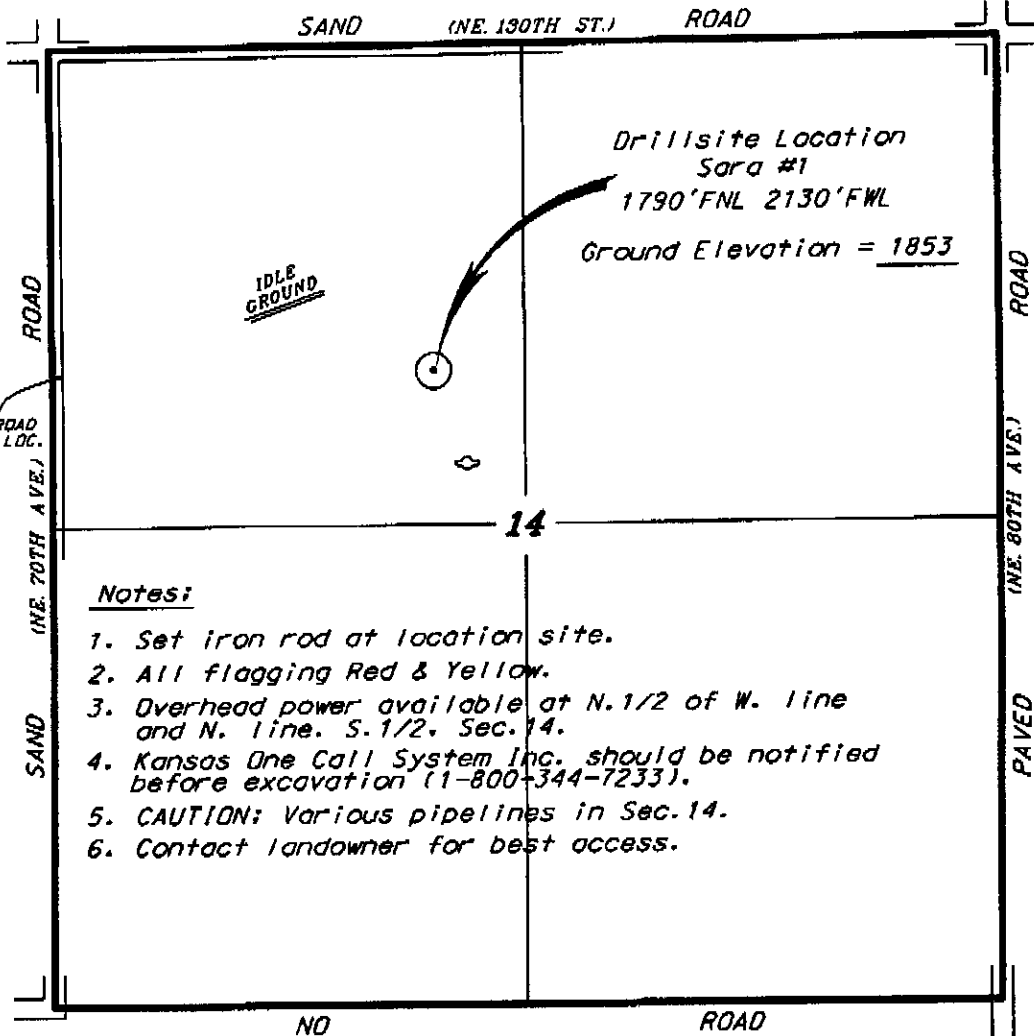 SAND (NE. 130TH ST.) ROAD
Drillsite Location
Sara #1
1790'FNL 2130'FWL
Ground Elevation = 1853
IDLE
GROUND
ROAD
ROAD
ROAD
LOC.
(NE. 70TH AVE.)
(NE. 80TH AVE.)
14
Notes:
1. Set iron rod at location site.
2. All flagging Red & Yellow.
3. Overhead power available at N.1/2 of W. line
and N. line. S.1/2. Sec.14.
4. Kansas One Call System Inc. should be notified
before excavation (1-800-344-7233).
5. CAUTION: Various pipelines in Sec.14.
6. Contact landowner for best access.
SAND
PAVED
NO ROAD